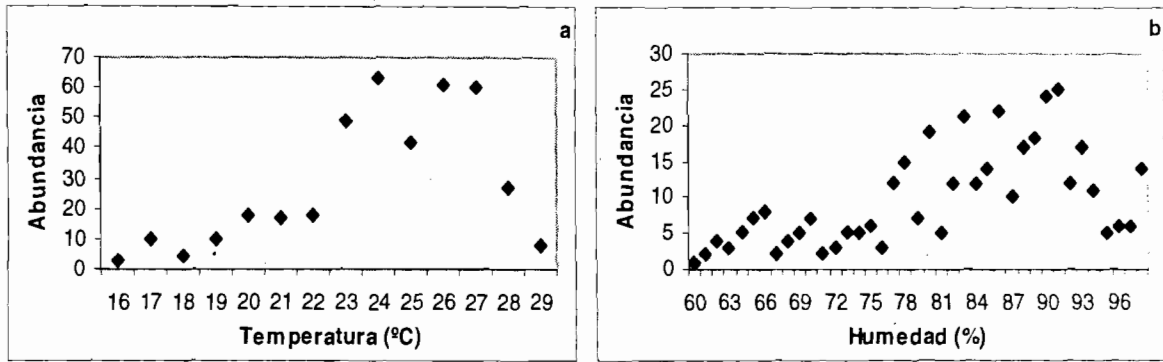 a
70
60
50
40
30
20
10
0
Abundancia
16 17 18 19 20 21 22 23 24 25 26 27 28 29
Temperatura (ºC)
b
30
25
20
15
10
5
0
Abundancia
60 63 66 69 72 75 78 81 84 87 90 93 96
Humedad (%)